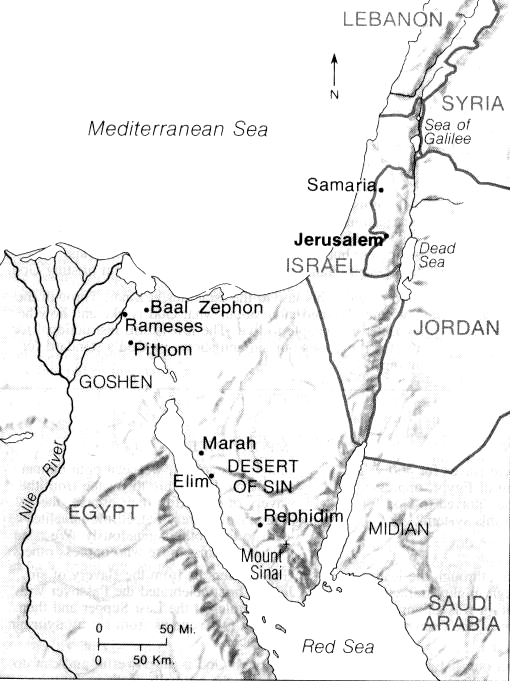 LEBANON
N
SYRIA
Mediterranean Sea
Sea of
Galilee
Samaria
Jerusalem
Dead
Sea
ISRAEL
Baal Zephon
Rameses
JORDAN
Pithom
GOSHEN
Marah
DESERT
OF SIN
Elim
Nile River
EGYPT
Rephidim
MIDIAN
Mount
Sinai
SAUDI
ARABIA
0 50 Mi.
0 50 Km.
Red Sea